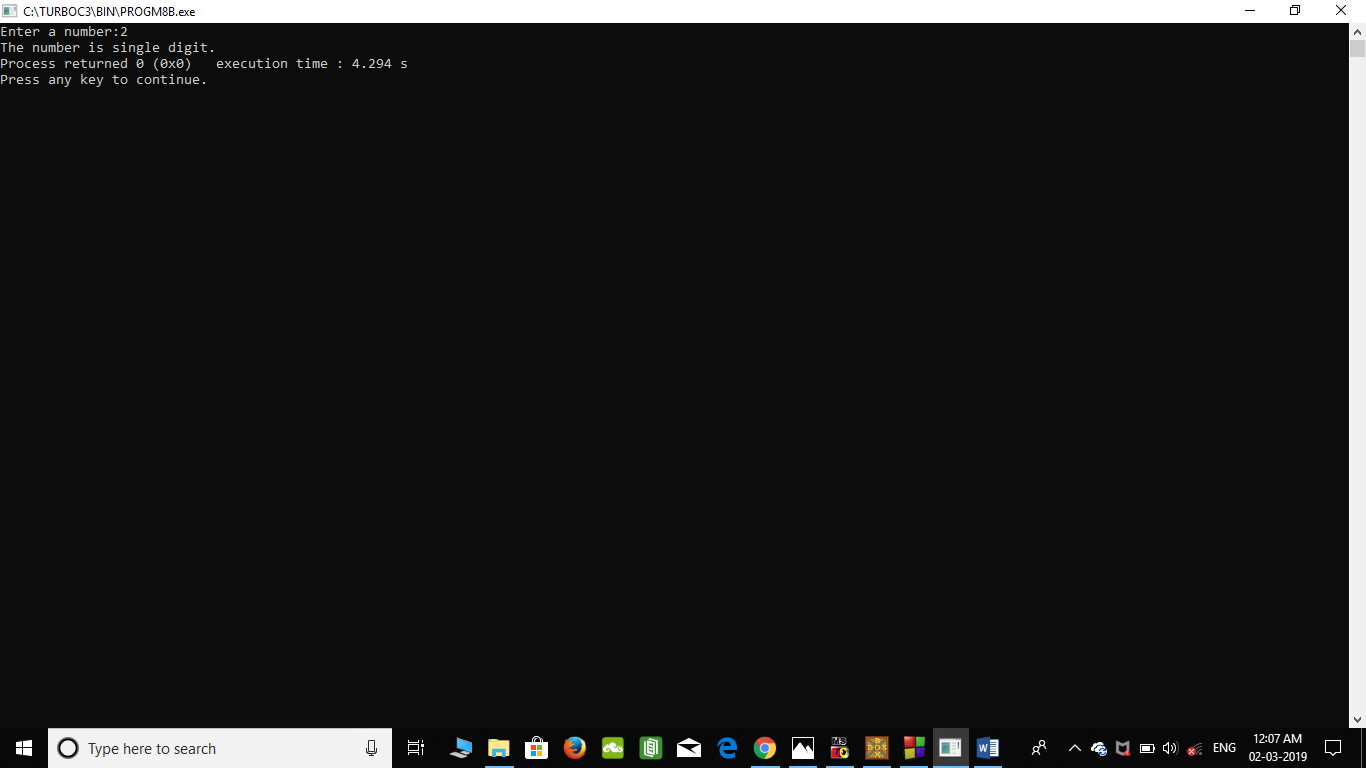 C:\TURBOC3\BIN\PROGM8B.exe
Enter a number:2
The number is single digit.
Process returned 0 (0x0)   execution time : 4.294 s
Press any key to continue.
Type here to search
ENG
12:07 AM
02-03-2019